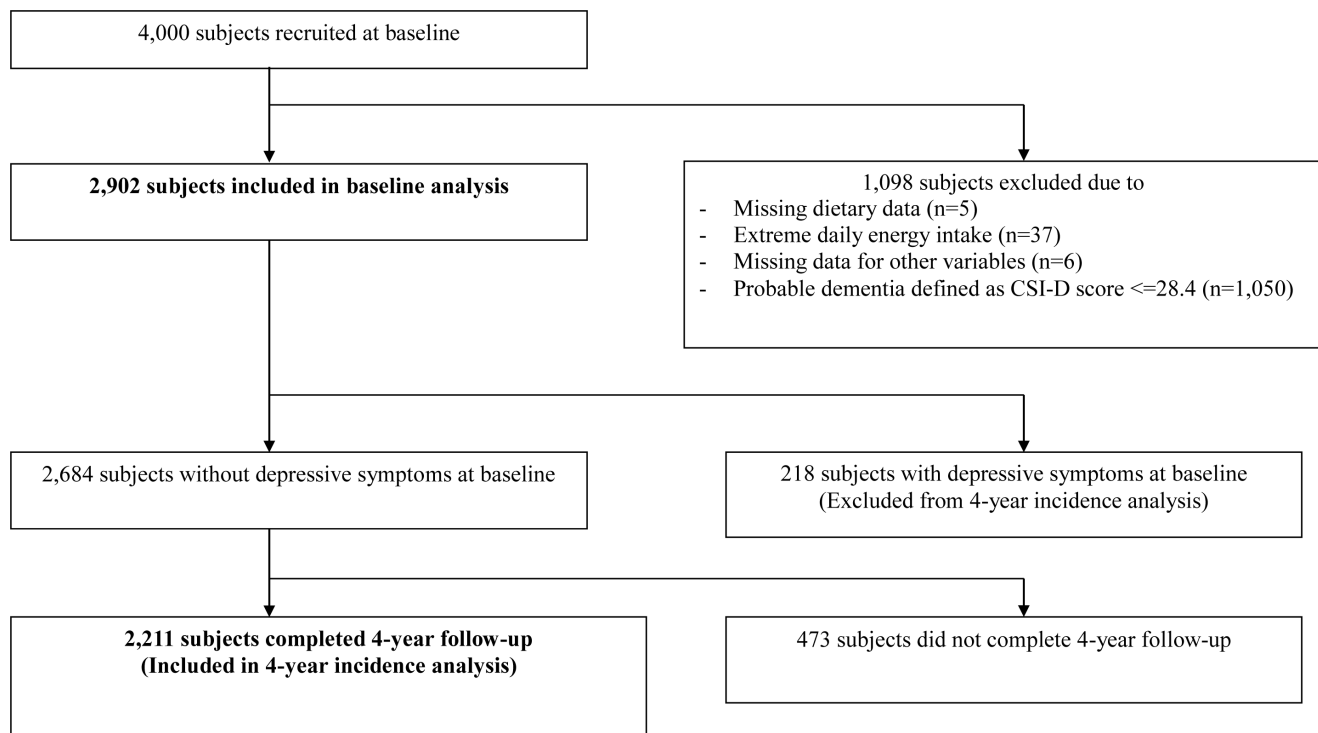 4,000 subjects recruited at baseline
2,902 subjects included in baseline analysis
1,098 subjects excluded due to
- Missing dietary data (n=5)
- Extreme daily energy intake (n=37)
- Missing data for other variables (n=6)
- Probable dementia defined as CSI-D score <=28.4 (n=1,050)
2,684 subjects without depressive symptoms at baseline
218 subjects with depressive symptoms at baseline
(Excluded from 4-year incidence analysis)
2,211 subjects completed 4-year follow-up
(Included in 4-year incidence analysis)
473 subjects did not complete 4-year follow-up